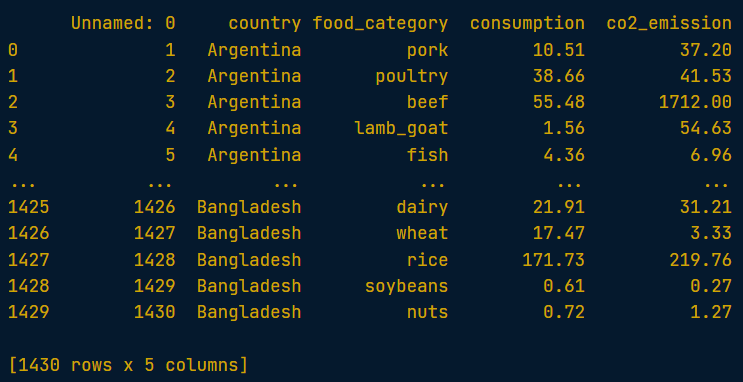 Unnamed: 0 country food_category consumption co2_emission
0 1 Argentina pork 10.51 37.20
1 2 Argentina poultry 38.66 41.53
2 3 Argentina beef 55.48 1712.00
3 4 Argentina lamb_goat 1.56 54.63
4 5 Argentina fish 4.36 6.96
... ... ... ... ... ...
1425 1426 Bangladesh dairy 21.91 31.21
1426 1427 Bangladesh wheat 17.47 3.33
1427 1428 Bangladesh rice 171.73 219.76
1428 1429 Bangladesh soybeans 0.61 0.27
1429 1430 Bangladesh nuts 0.72 1.27
[1430 rows x 5 columns]